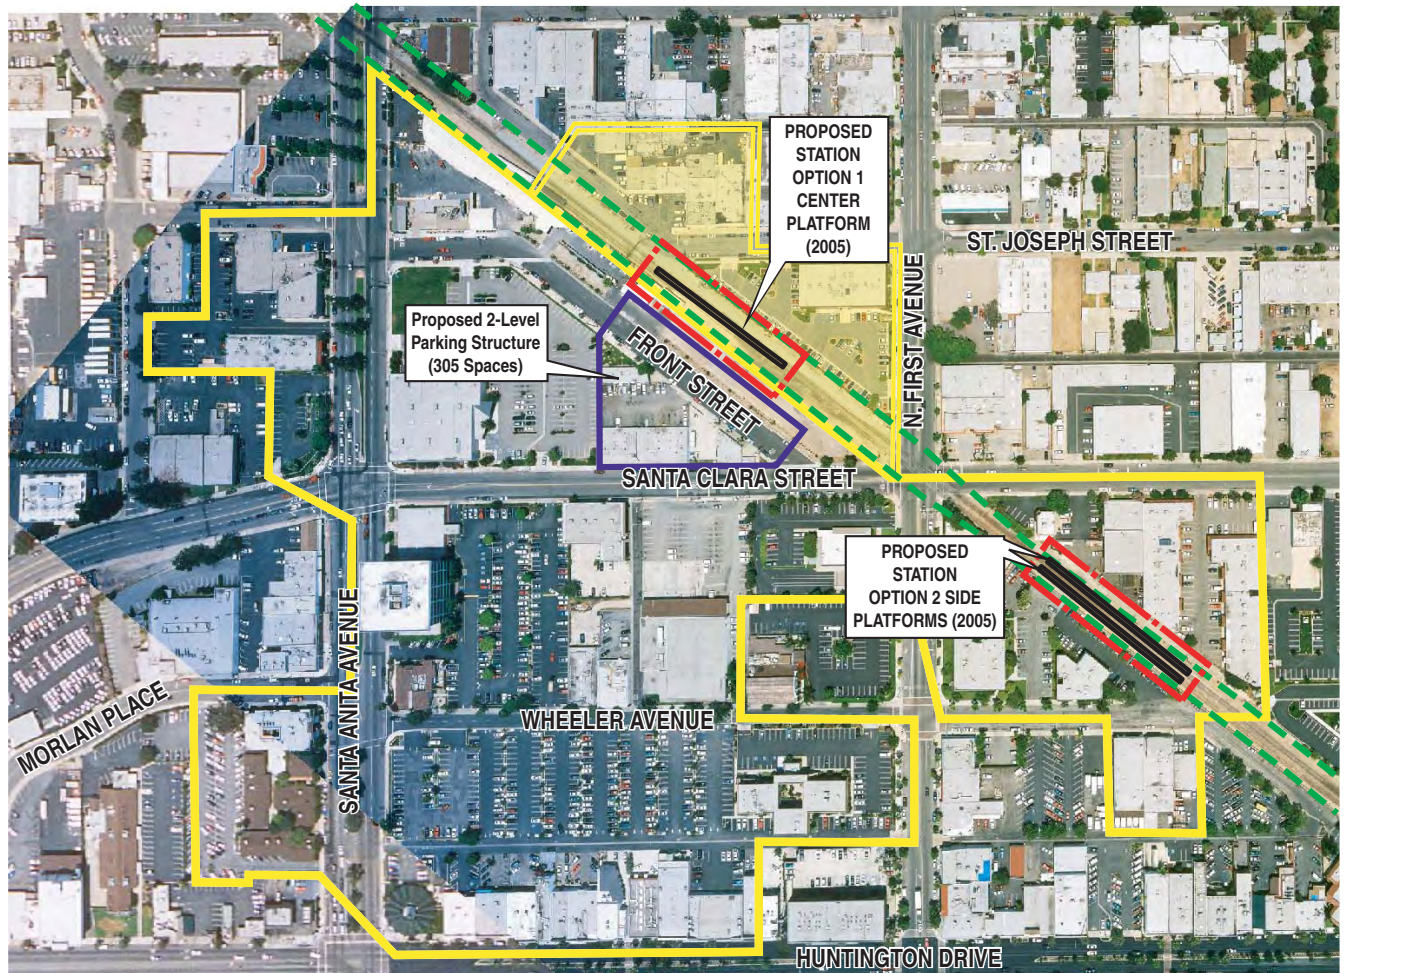 PROPOSED
STATION
OPTION 1
CENTER
PLATFORM
(2005)
ST. JOSEPH STREET
N. FIRST AVENUE
Proposed 2-Level
Parking Structure
(305 Spaces)
FRONT STREET
SANTA CLARA STREET
PROPOSED
STATION
OPTION 2 SIDE
PLATFORMS (2005)
SANTA ANITA AVENUE
MORLAN PLACE
WHEELER AVENUE
HUNTINGTON DRIVE